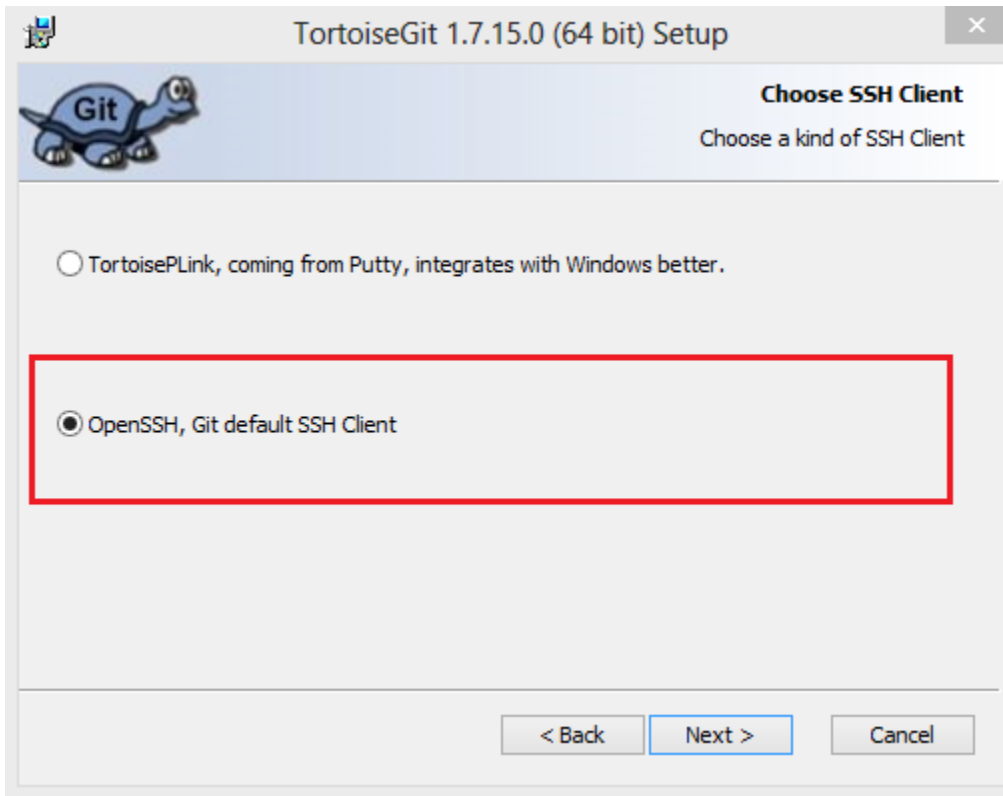 TortoiseGit 1.7.15.0 (64 bit) Setup
Git
Choose SSH Client
Choose a kind of SSH Client
TortoisePLink, coming from Putty, integrates with Windows better.
OpenSSH, Git default SSH Client
< Back
Next >
Cancel